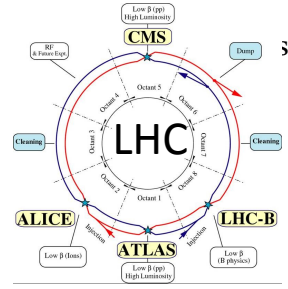 Low β (pp)
High Luminosity
CMS
RF
& Future Expt.
Dump
s
Octant 5
Octant 4
Octant 6
Cleaning
Octant 3
LHC
Octant 7
Cleaning
Octant 2
Octant 8
Octant 1
ALICE
LHC-B
Injection
ATLAS
Injection
Low β (Ions)
Low β (pp)
High Luminosity
Low β
(B physics)